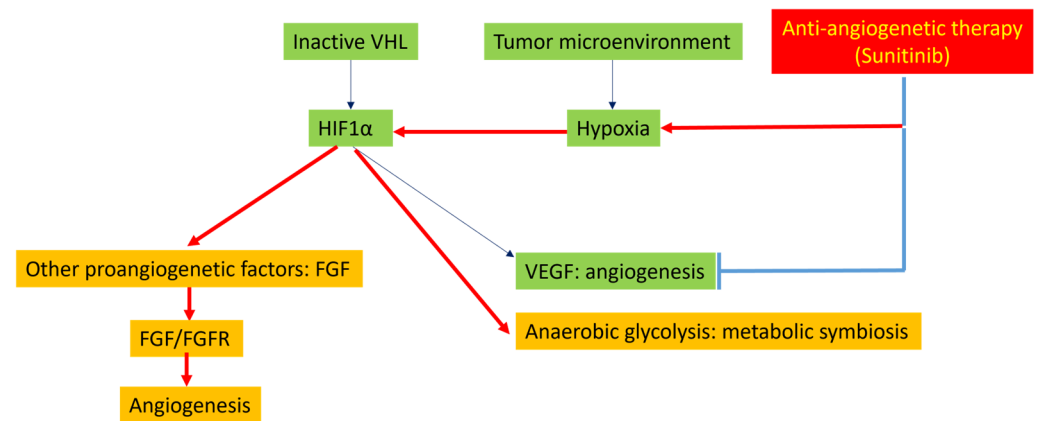 Inactive VHL
Tumor microenvironment
Anti-angiogenetic therapy
(Sunitinib)
HIF1α
Hypoxia
Other proangiogenetic factors: FGF
VEGF: angiogenesis
FGF/FGFR
Anaerobic glycolysis: metabolic symbiosis
Angiogenesis